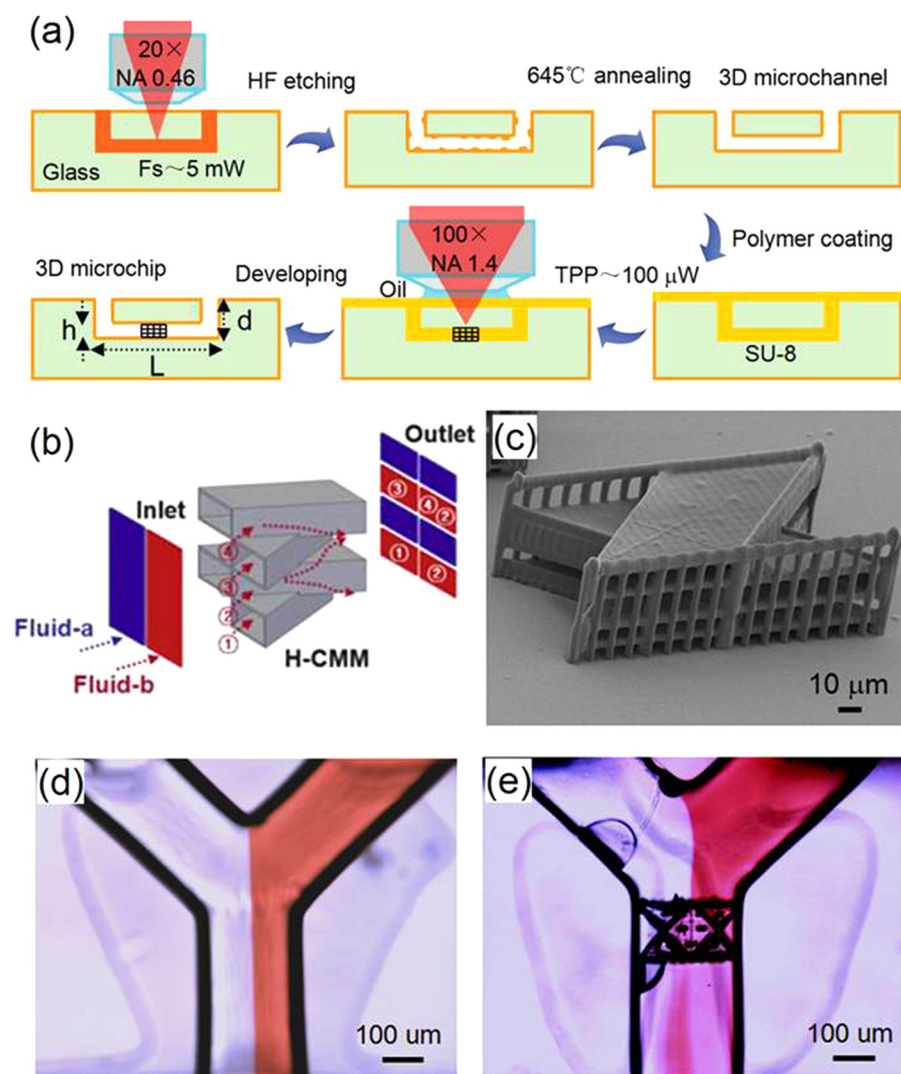 (a)
20×
NA 0.46
HF etching
645℃ annealing
3D microchannel
Glass
Fs～5 mW
Polymer coating
3D microchip
Developing
100×
NA 1.4
TPP～100 μW
Oil
h
d
L
SU-8
(b)
Outlet
Inlet
③
④
②
①
②
④
③
②
①
Fluid-a
Fluid-b
H-CMM
(c)
10 μm
(d)
100 um
(e)
100 um